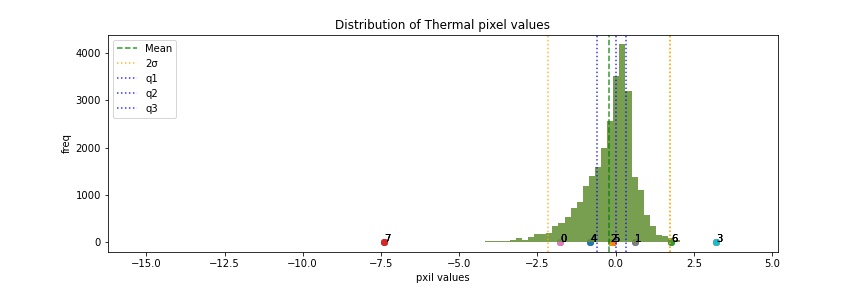 Distribution of Thermal pixel values
Mean
2σ
q1
q2
q3
freq
4000
3000
2000
1000
0
7
0
4
2
5
1
6
3
−15.0
−12.5
−10.0
−7.5
−5.0
−2.5
0.0
2.5
5.0
pxil values